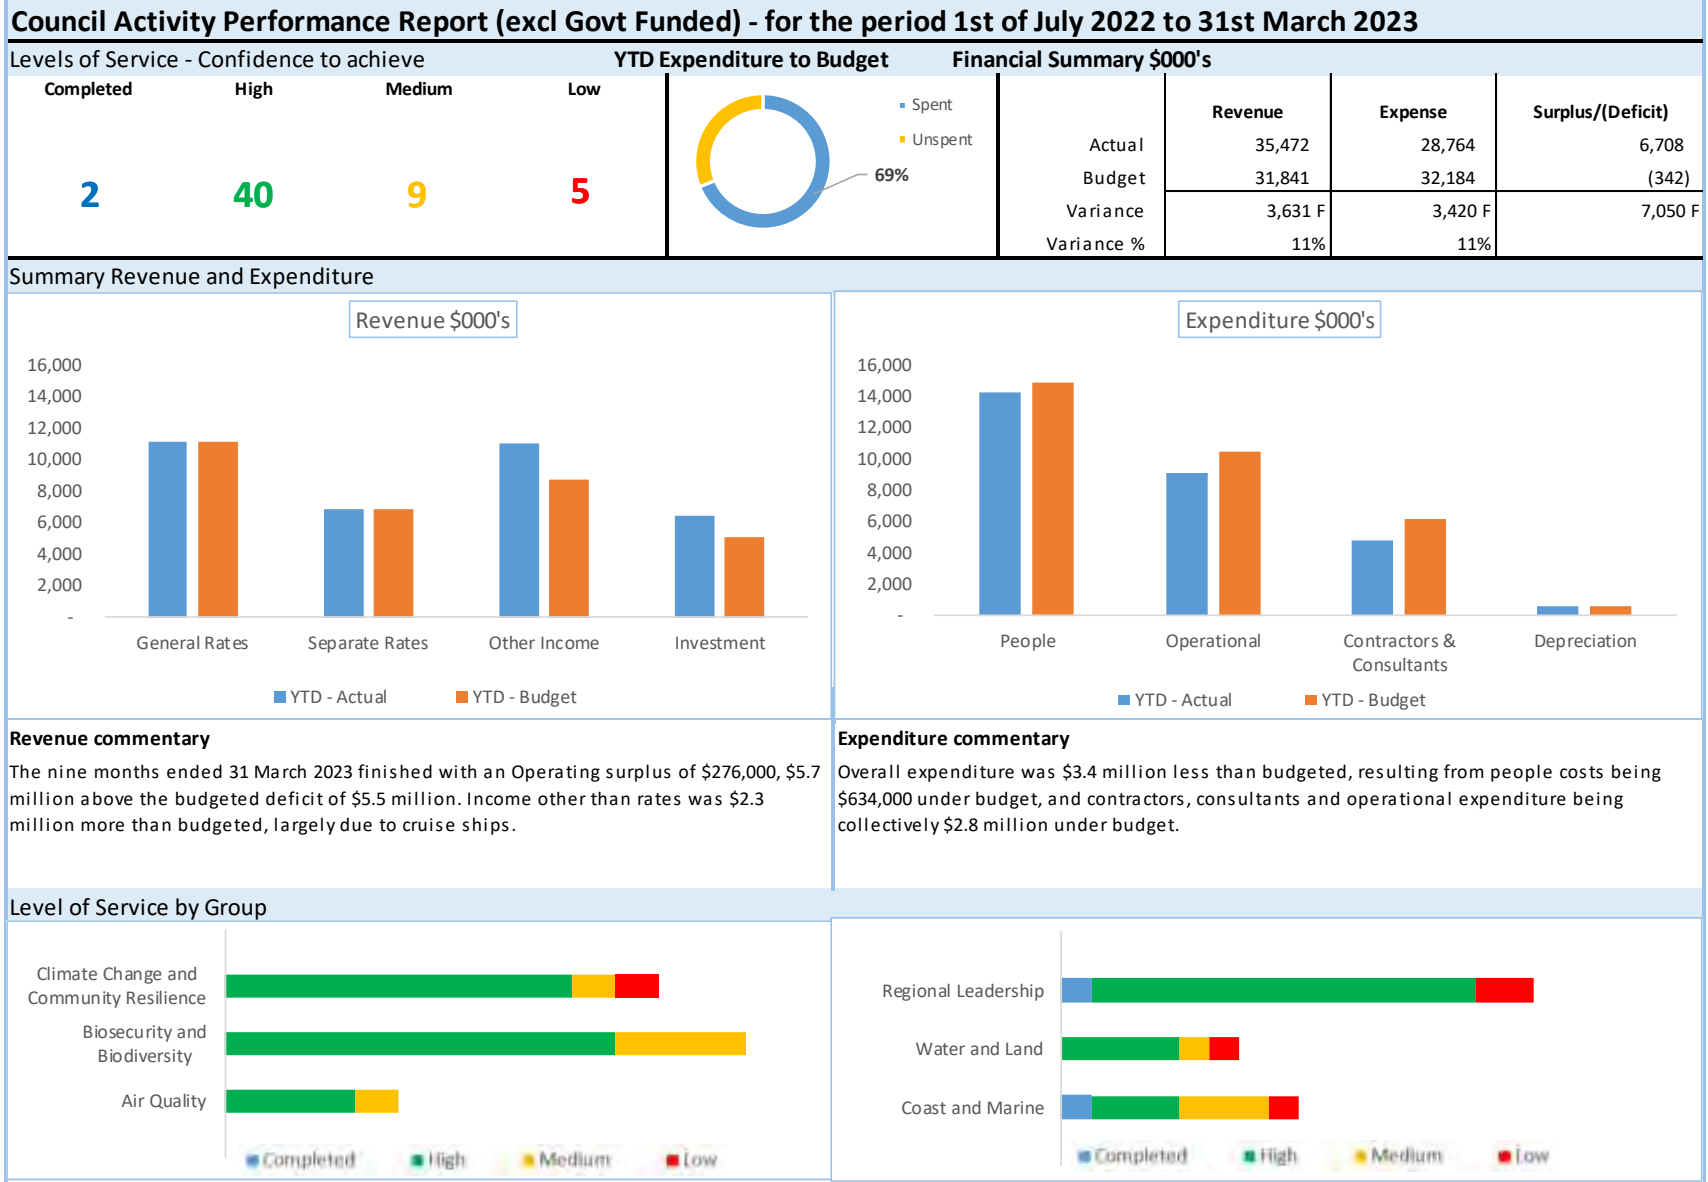 Council Activity Performance Report (excl Govt Funded) - for the period 1st of July 2022 to 31st March 2023
Levels of Service - Confidence to achieve
YTD Expenditure to Budget
Financial Summary $000's
Completed High Medium Low
2 40 9 5
Spent
Unspent
69%
Revenue Expense Surplus/(Deficit)
Actual 35,472 28,764 6,708
Budget 31,841 32,184 (342)
Variance 3,631 F 3,420 F 7,050 F
Variance % 11% 11%
Summary Revenue and Expenditure
Revenue $000's
16,000
14,000
12,000
10,000
8,000
6,000
4,000
2,000
-
General Rates Separate Rates Other Income Investment
YTD - Actual YTD - Budget
Expenditure $000's
16,000
14,000
12,000
10,000
8,000
6,000
4,000
2,000
-
People Operational Contractors & Consultants Depreciation
YTD - Actual YTD - Budget
Revenue commentary
The nine months ended 31 March 2023 finished with an Operating surplus of $276,000, $5.7
million above the budgeted deficit of $5.5 million. Income other than rates was $2.3
million more than budgeted, largely due to cruise ships.
Expenditure commentary
Overall expenditure was $3.4 million less than budgeted, resulting from people costs being
$634,000 under budget, and contractors, consultants and operational expenditure being
collectively $2.8 million under budget.
Level of Service by Group
Climate Change and
Community Resilience
Biosecurity and
Biodiversity
Air Quality
Completed High Medium Low
Regional Leadership
Water and Land
Coast and Marine
Completed High Medium Low